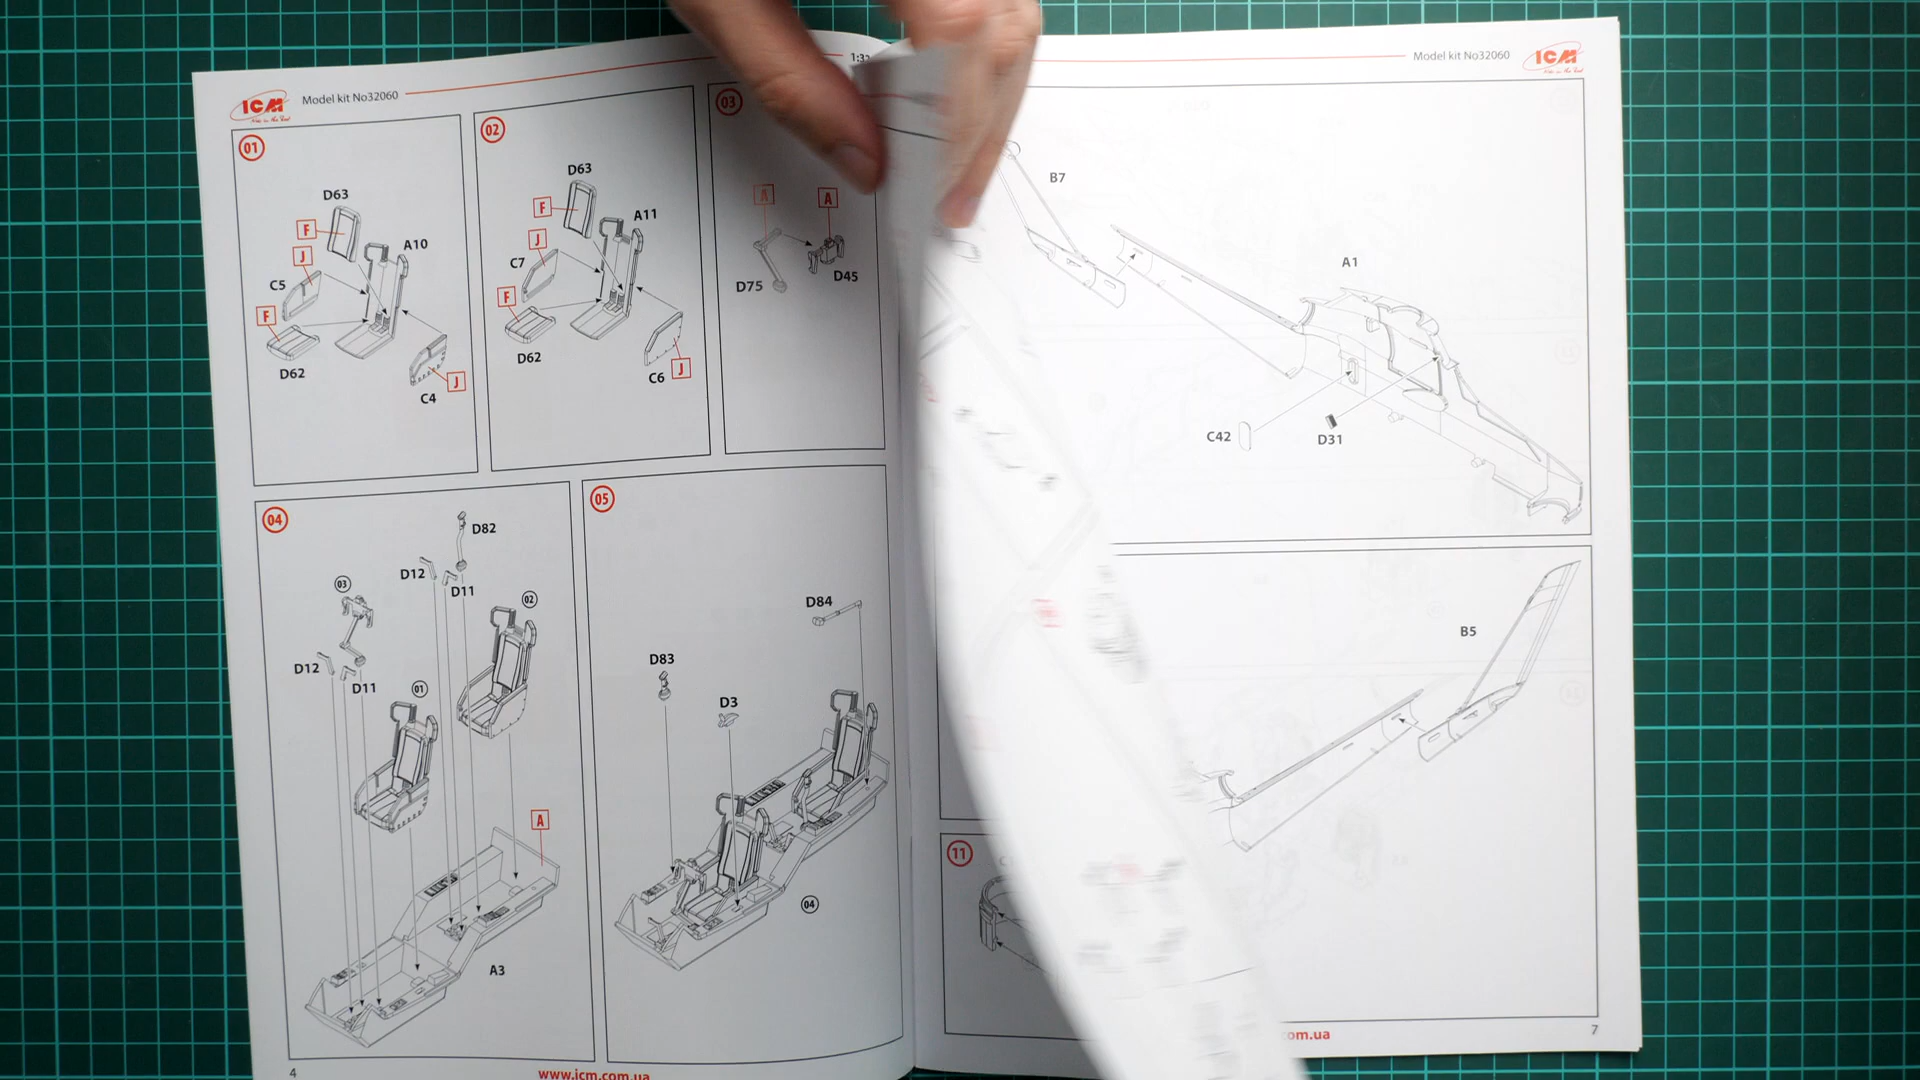 ICM
Model kit No32060
01
D63
F
J
A10
C5
F
D62
J
C4
02
D63
F
A11
J
C7
F
D62
C6
J
03
A
A
D75
D45
04
D82
D12
D11
03
02
D12
D11
01
A
A3
05
D84
D83
D3
04
4
www.icm.com.ua
Model kit No32060
ICM
B7
A1
C42
D31
B5
11
.com.ua
7